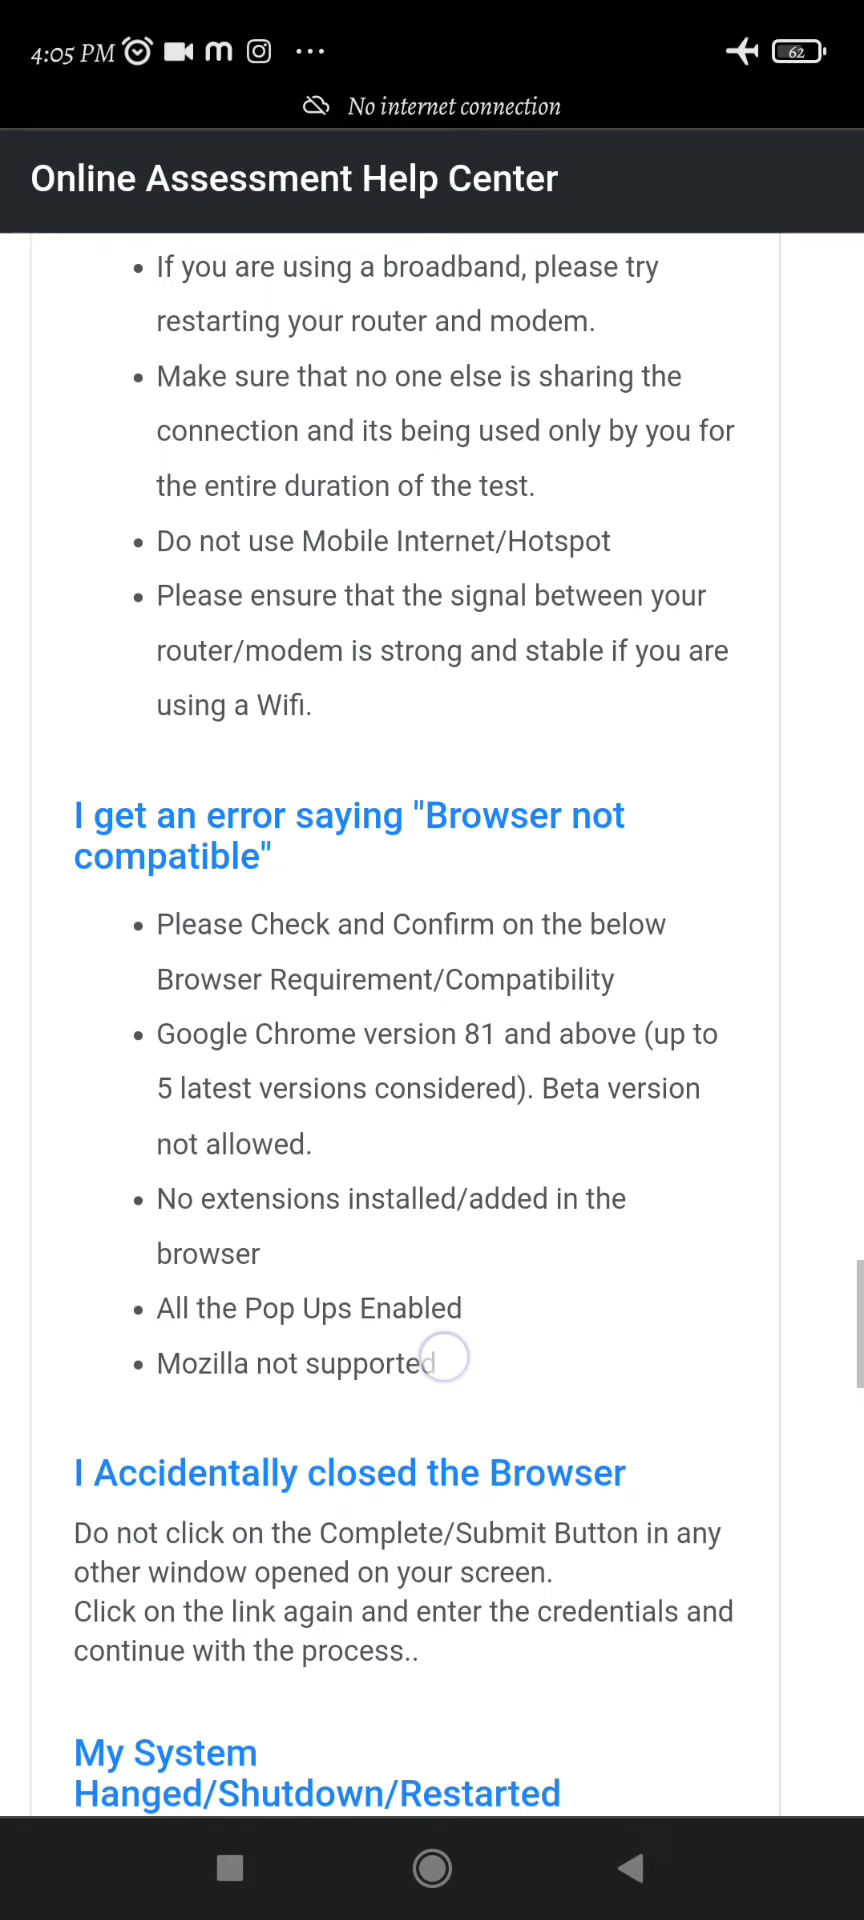 4:05 PM
62
No internet connection
Online Assessment Help Center
• If you are using a broadband, please try
restarting your router and modem.
• Make sure that no one else is sharing the
connection and its being used only by you for
the entire duration of the test.
• Do not use Mobile Internet/Hotspot
• Please ensure that the signal between your
router/modem is strong and stable if you are
using a Wifi.
I get an error saying "Browser not
compatible"
• Please Check and Confirm on the below
Browser Requirement/Compatibility
• Google Chrome version 81 and above (up to
5 latest versions considered). Beta version
not allowed.
• No extensions installed/added in the
browser
• All the Pop Ups Enabled
• Mozilla not supported
I Accidentally closed the Browser
Do not click on the Complete/Submit Button in any
other window opened on your screen.
Click on the link again and enter the credentials and
continue with the process..
My System
Hanged/Shutdown/Restarted